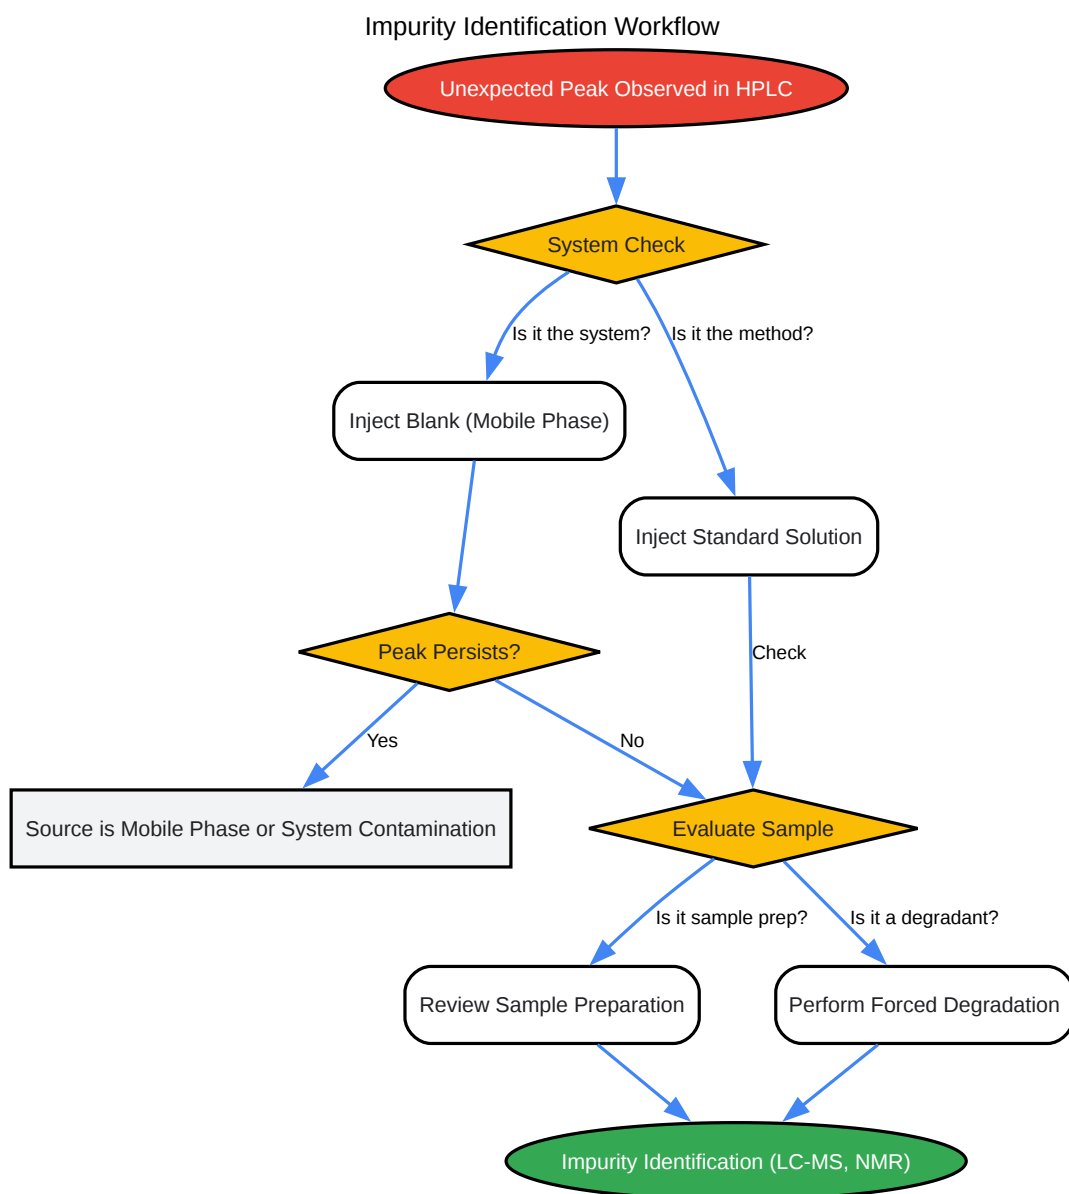 Impurity Identification Workflow
Unexpected Peak Observed in HPLC
System Check
Is it the system?
Is it the method?
Inject Blank (Mobile Phase)
Inject Standard Solution
Peak Persists?
Check
Yes
No
Source is Mobile Phase or System Contamination
Evaluate Sample
Is it sample prep?
Is it a degradant?
Review Sample Preparation
Perform Forced Degradation
Impurity Identification (LC-MS, NMR)